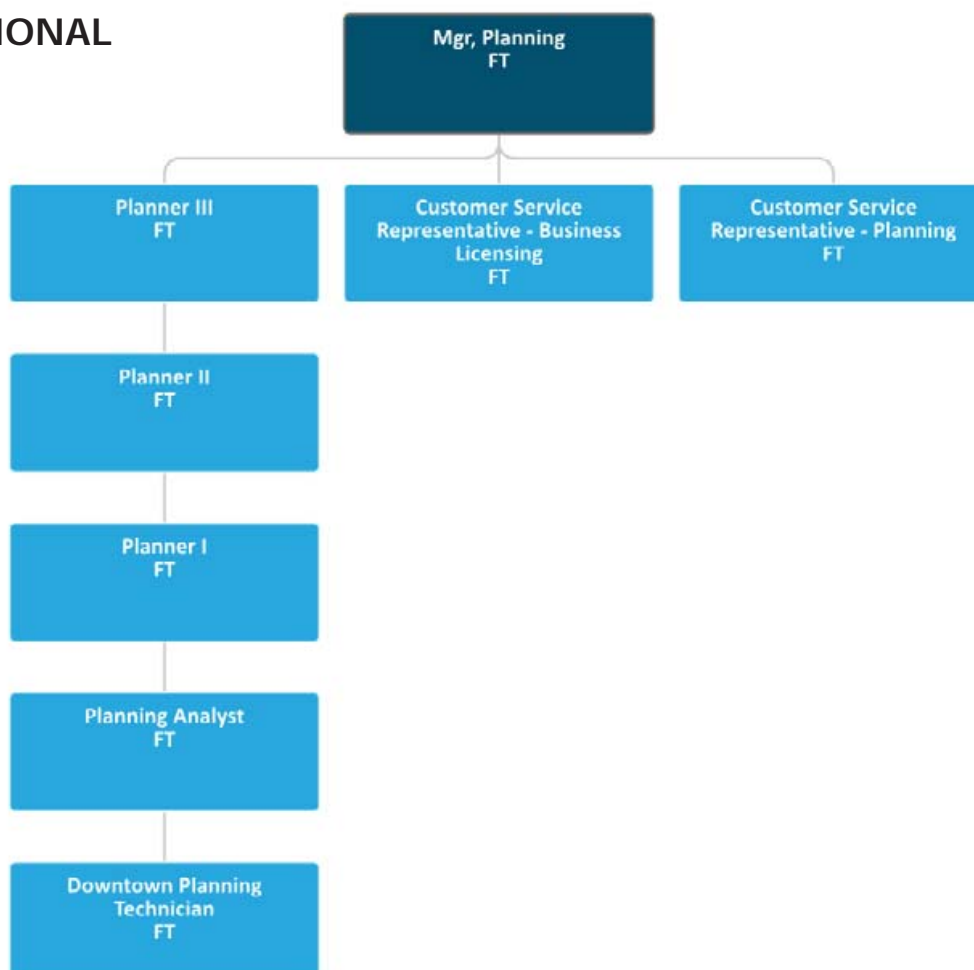 IONAL
Mgr, Planning
FT
Planner III
FT
Customer Service
Representative - Business
Licensing
FT
Customer Service
Representative - Planning
FT
Planner II
FT
Planner I
FT
Planning Analyst
FT
Downtown Planning
Technician
FT